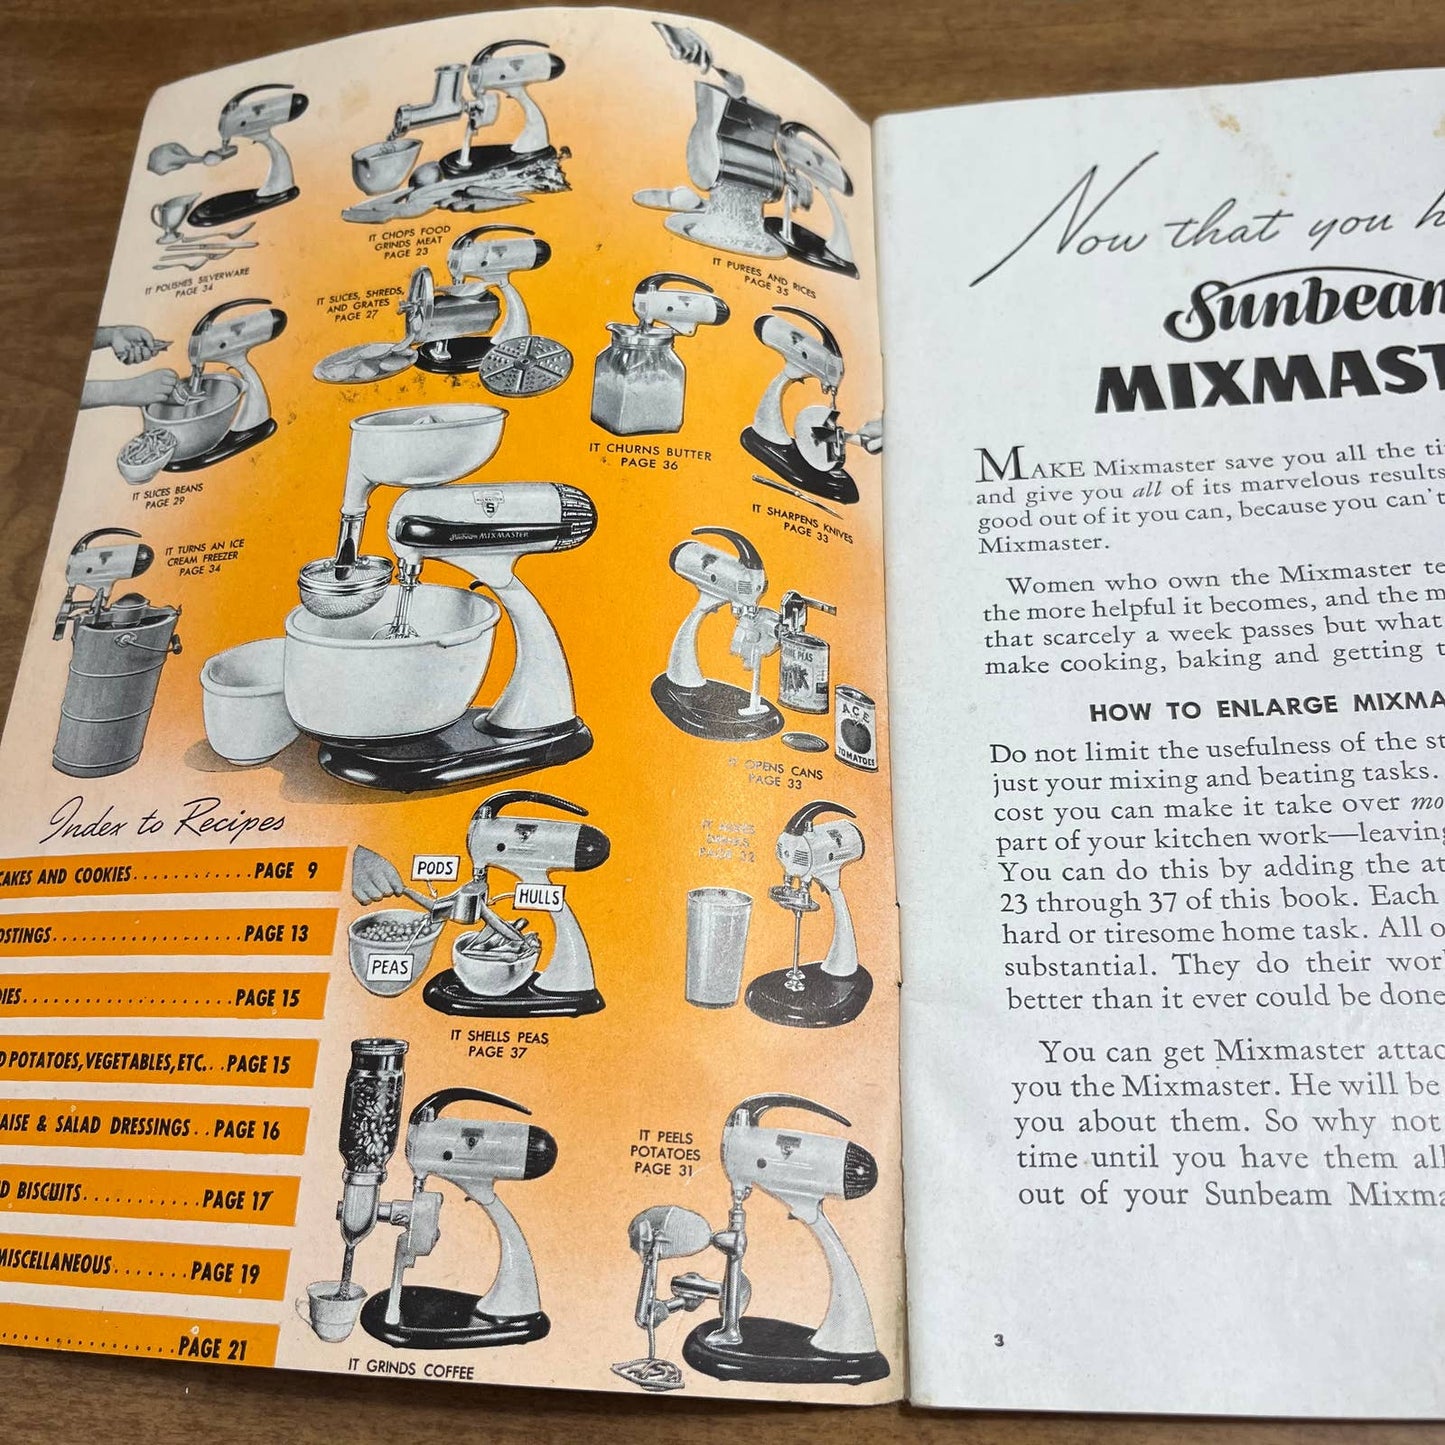 IT POLISHES SILVERWARE
PAGE 34
IT CHOPS FOOD
GRINDS MEAT
PAGE 23
IT PUREES AND RICES
PAGE 35
IT SLICES, SHREDS,
AND GRATES
PAGE 27
IT SLICES BEANS
PAGE 29
IT CHURNS BUTTER
PAGE 36
IT SHARPENS KNIVES
PAGE 33
IT TURNS AN ICE
CREAM FREEZER
PAGE 34
S
Sunbeam MIXMASTER
PEAS
ACE
TOMATOES
IT OPENS CANS
PAGE 33
Index to Recipes
CAKES AND COOKIES............PAGE 9
OSTINGS....................PAGE 13
IES......................PAGE 15
D POTATOES, VEGETABLES, ETC...PAGE 15
AISE & SALAD DRESSINGS..PAGE 16
D BISCUITS...........PAGE 17
MISCELLANEOUS.......PAGE 19
..................PAGE 21
PODS
HULLS
PEAS
IT SHELLS PEAS
PAGE 37
DRINKS
PAGE 32
IT GRINDS COFFEE
IT PEELS
POTATOES
PAGE 31
Now that you h
Sunbeam
MIXMAST
MAKE Mixmaster save you all the ti
and give you all of its marvelous results
good out of it you can, because you can't
Mixmaster.
Women who own the Mixmaster te
the more helpful it becomes, and the m
that scarcely a week passes but what
make cooking, baking and getting t
HOW TO ENLARGE MIXMA
Do not limit the usefulness of the st
just your mixing and beating tasks.
cost you can make it take over mo
part of your kitchen work—leaving
You can do this by adding the at
23 through 37 of this book. Each
hard or tiresome home task. All o
substantial. They do their wor
better than it ever could be done
You can get Mixmaster attac
you the Mixmaster. He will be
you about them. So why not
time until you have them all
out of your Sunbeam Mixma
3